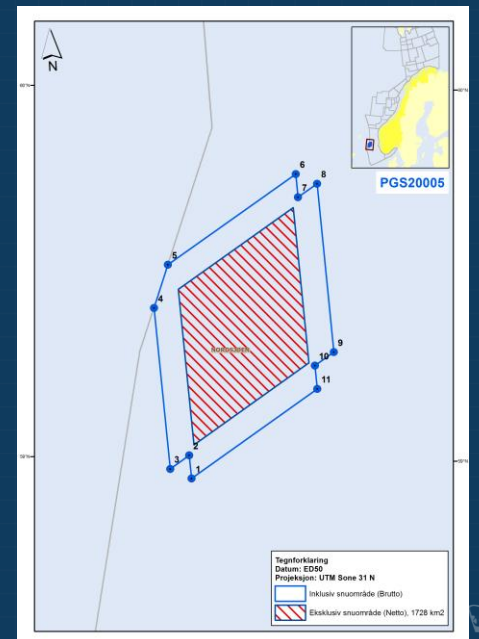 N
PGS20005
6
8
7
5
4
NORDSJØEN
9
10
11
2
3
1
Tegnforklaring
Datum: ED50
Projeksjon: UTM Sone 31 N
Inklusiv snuområde (Brutto)
Eksklusiv snuområde (Netto), 1728 km2